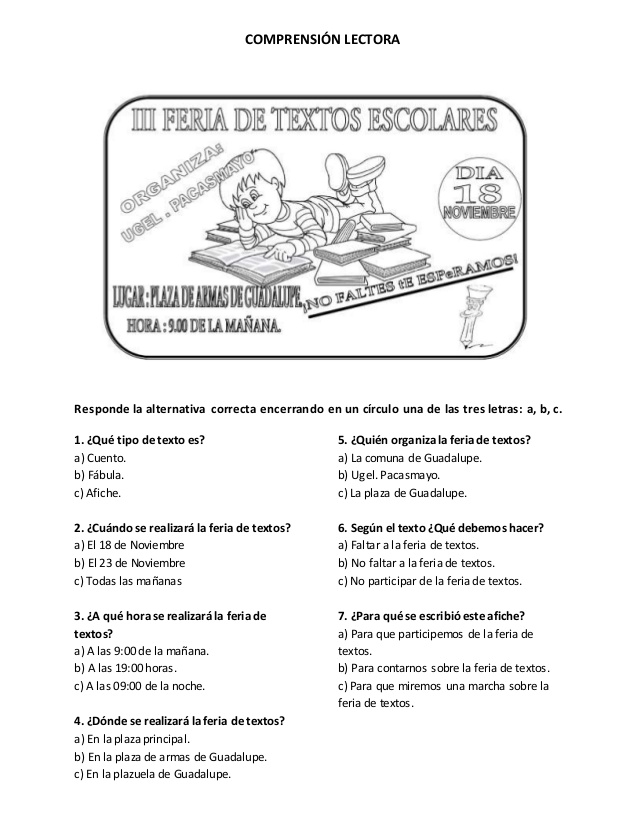 COMPRENSIÓN LECTORA
III FERIA DE TEXTOS ESCOLARES
ORGANIZA:
UGEL . PACASMAYO
DIA
18
NOVIEMBRE
¡NO FALTES tE ESPeRAMOS!
LUGAR : PLAZA DE ARMAS DE GUADALUPE.
HORA : 9.00 DE LA MAÑANA.
Responde la alternativa correcta encerrando en un círculo una de las tres letras: a, b, c.
1. ¿Qué tipo de texto es?
a) Cuento.
b) Fábula.
c) Afiche.
2. ¿Cuándo se realizará la feria de textos?
a) El 18 de Noviembre
b) El 23 de Noviembre
c) Todas las mañanas
3. ¿A qué hora se realizará la feria de
textos?
a) A las 9:00 de la mañana.
b) A las 19:00 horas.
c) A las 09:00 de la noche.
4. ¿Dónde se realizará la feria de textos?
a) En la plaza principal.
b) En la plaza de armas de Guadalupe.
c) En la plazuela de Guadalupe.
5. ¿Quién organiza la feria de textos?
a) La comuna de Guadalupe.
b) Ugel. Pacasmayo.
c) La plaza de Guadalupe.
6. Según el texto ¿Qué debemos hacer?
a) Faltar a la feria de textos.
b) No faltar a la feria de textos.
c) No participar de la feria de textos.
7. ¿Para qué se escribió este afiche?
a) Para que participemos de la feria de
textos.
b) Para contarnos sobre la feria de textos.
c) Para que miremos una marcha sobre la
feria de textos.